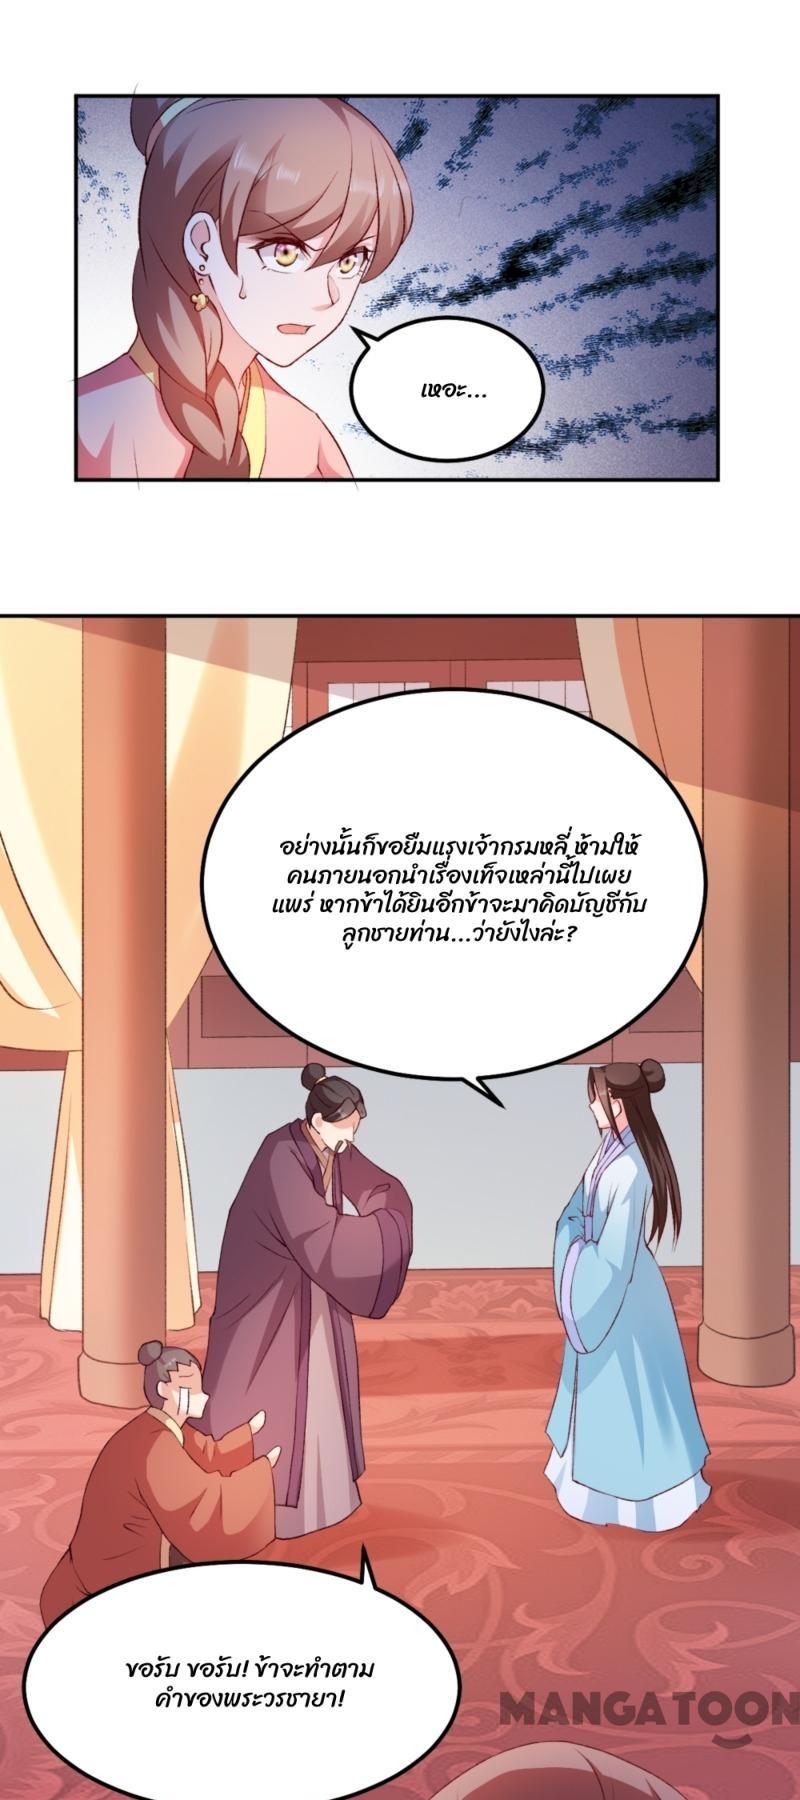 เหอะ...
อย่างนั้นก็ขอยืมแรงเจ้ากรมหลี่ ห้ามให้
คนภายนอกนำเรื่องเท็จเหล่านี้ไปเผย
แพร่ หากข้าได้ยินอีกข้าจะมาคิดบัญชีกับ
ลูกชายท่าน...ว่ายังไงล่ะ?
ขอรับ ขอรับ! ข้าจะทำตาม
คำของพระวรชายา!
MANGATOON